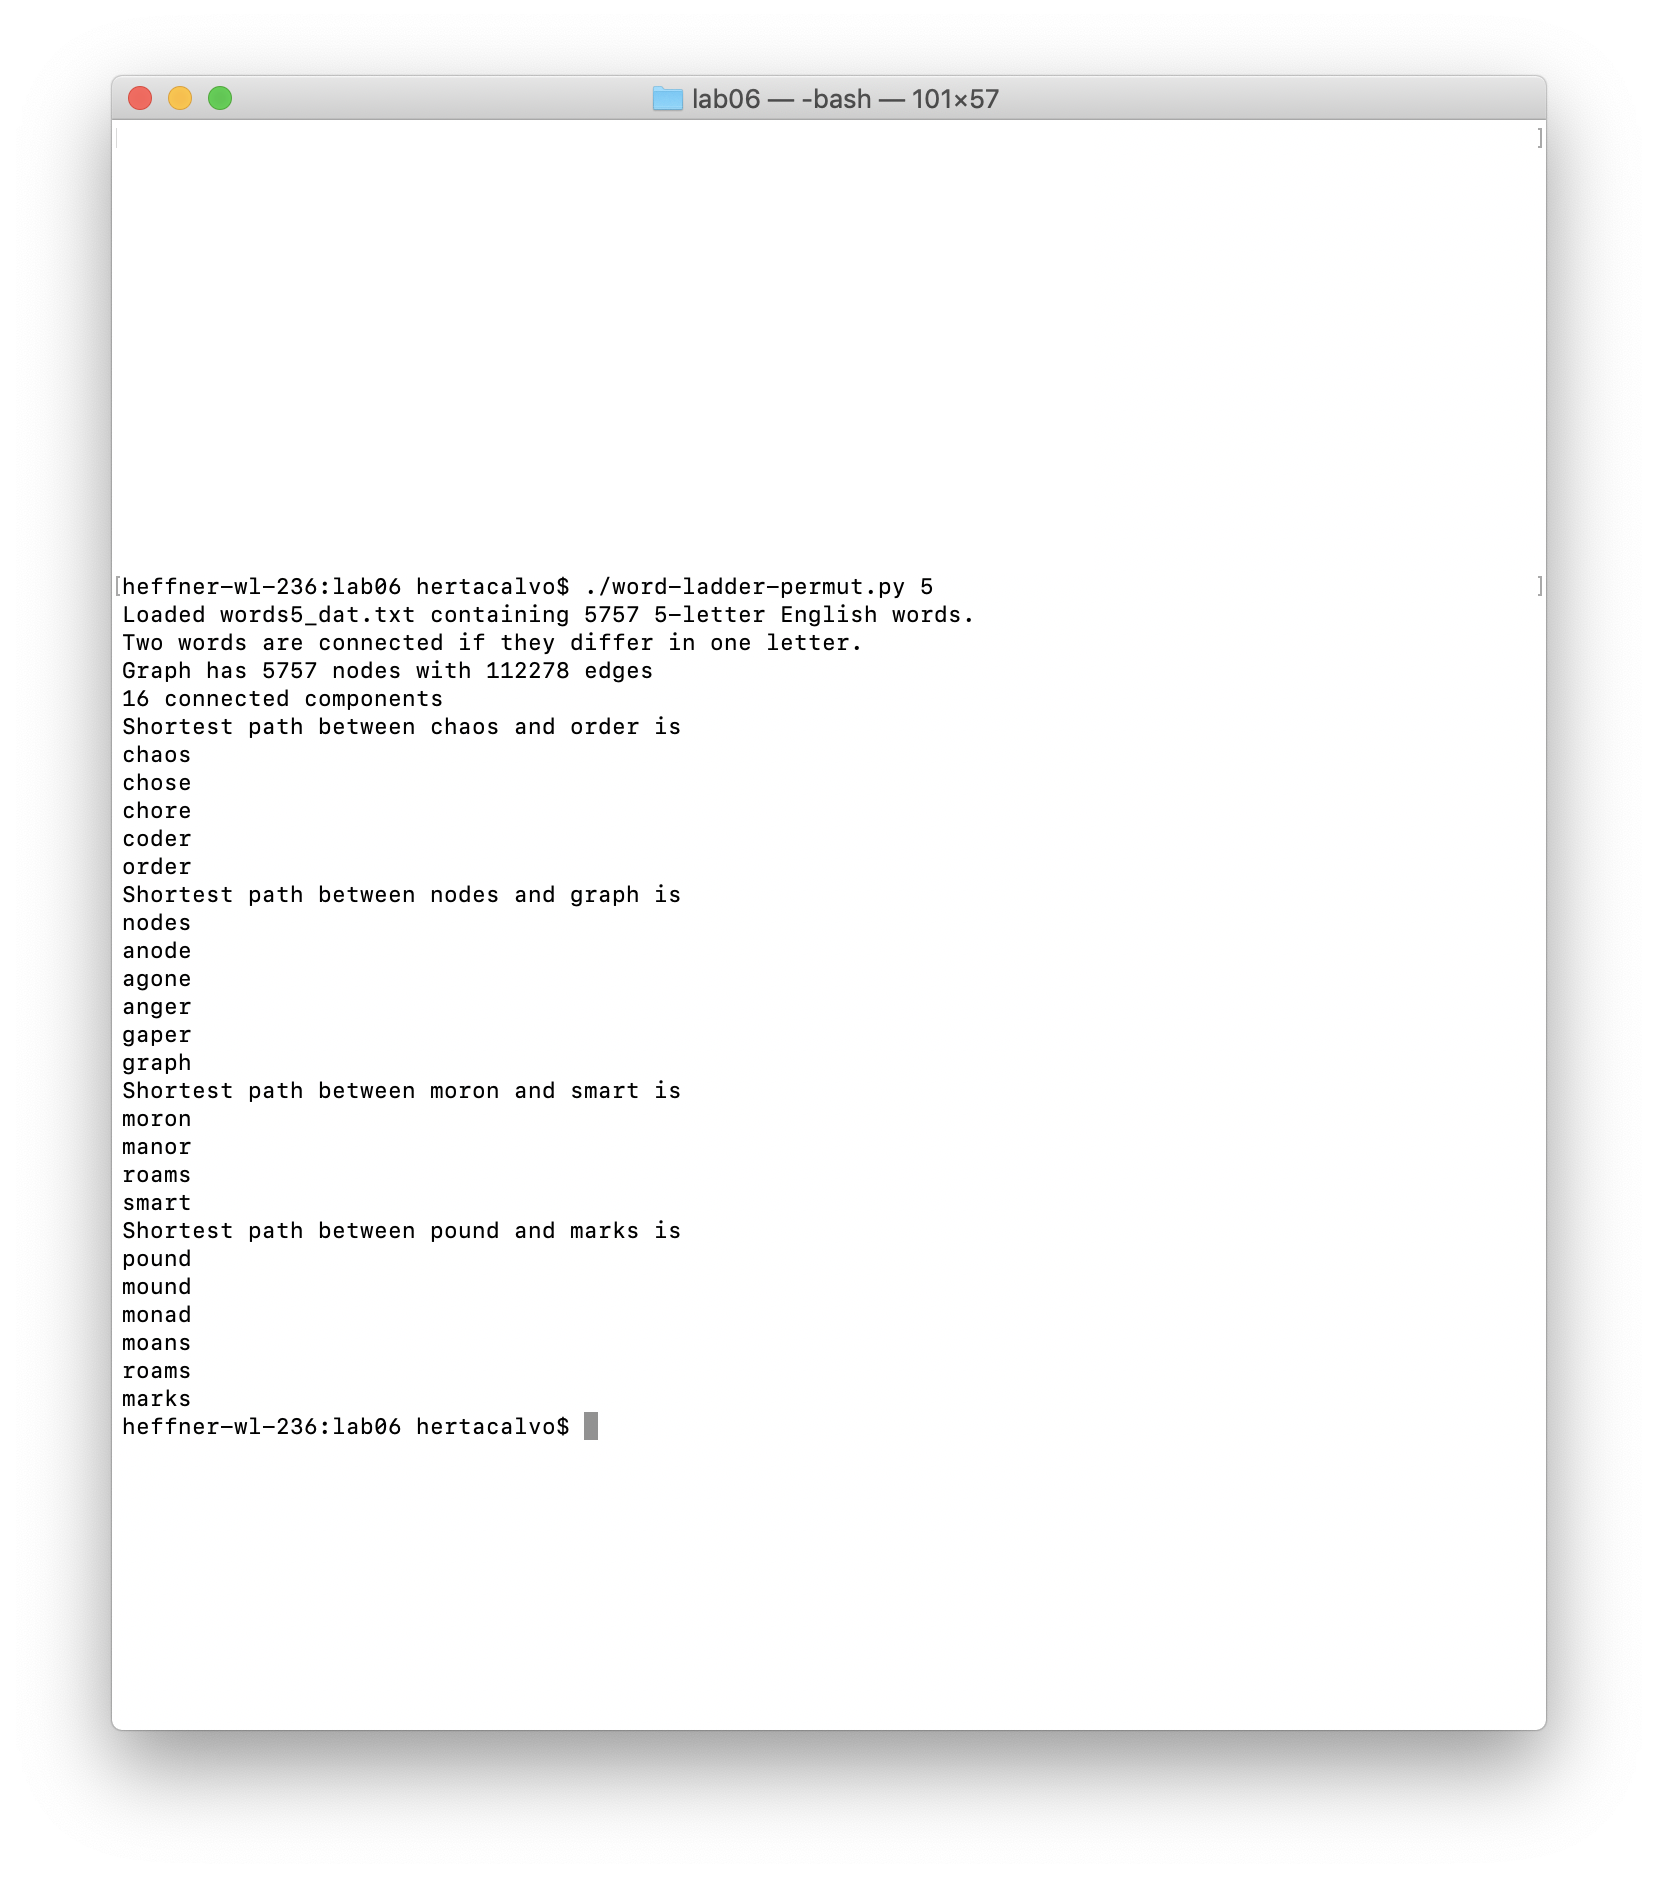 lab06 — -bash — 101×57
heffner-wl-236:lab06 hertacalvo$ ./word-ladder-permut.py 5
Loaded words5_dat.txt containing 5757 5-letter English words.
Two words are connected if they differ in one letter.
Graph has 5757 nodes with 112278 edges
16 connected components
Shortest path between chaos and order is
chaos
chose
chore
coder
order
Shortest path between nodes and graph is
nodes
anode
agone
anger
gaper
graph
Shortest path between moron and smart is
moron
manor
roams
smart
Shortest path between pound and marks is
pound
mound
monad
moans
roams
marks
heffner-wl-236:lab06 hertacalvo$